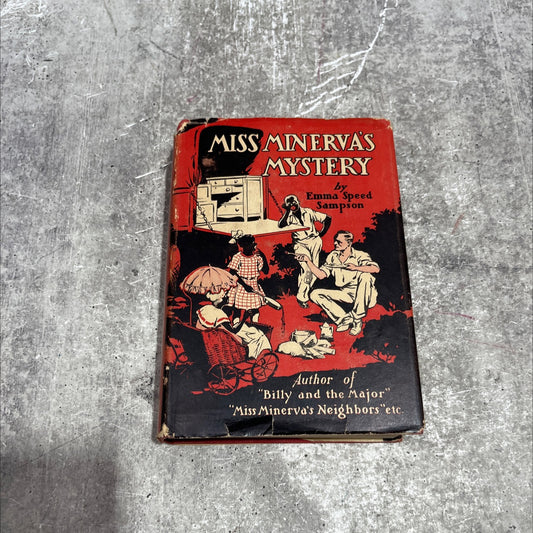 MISS MINERVA'S
MYSTERY
by
Emma Speed
Sampson
Author of
"Billy and the Major"
"Miss Minerva's Neighbors" etc.